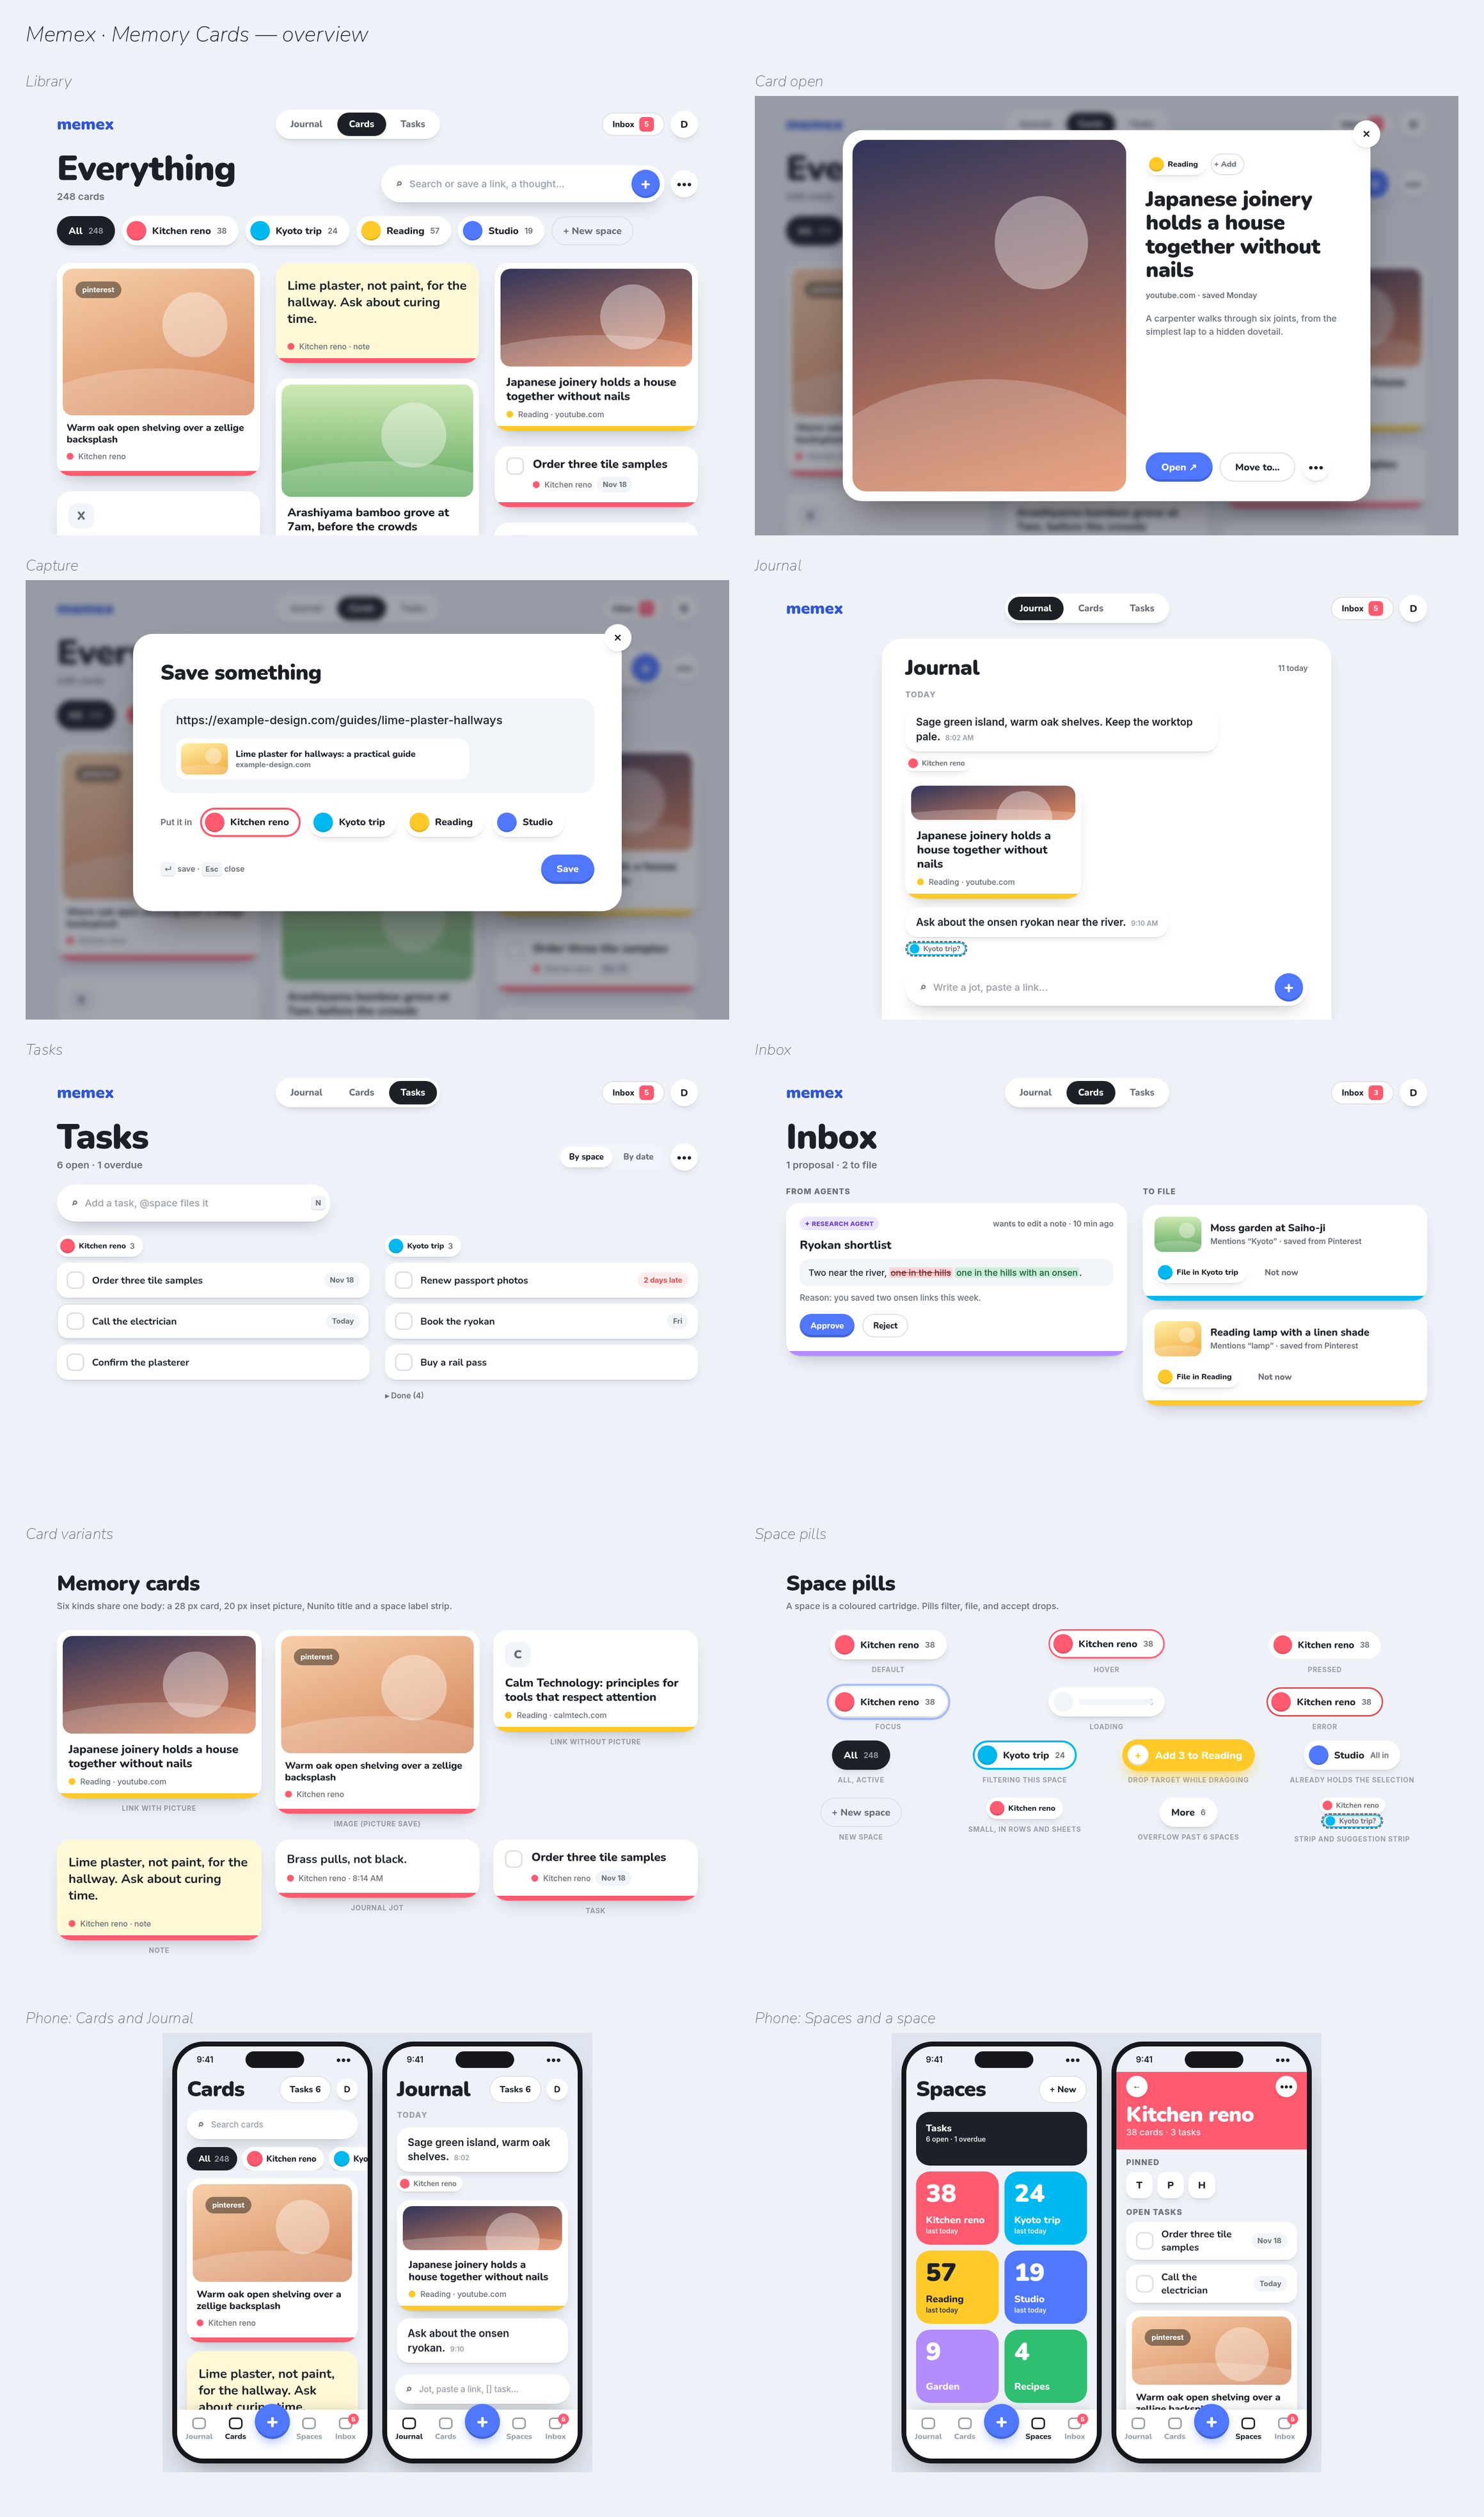 Memex · Memory Cards — overview
Library
memex
Journal Cards Tasks
Inbox 5 D
Everything
248 cards
Search or save a link, a thought...
+ •••
All 248 Kitchen reno 38 Kyoto trip 24 Reading 57 Studio 19 + New space
pinterest
Warm oak open shelving over a zellige
backsplash
Kitchen reno
X
Lime plaster, not paint, for the
hallway. Ask about curing
time.
Kitchen reno · note
Arashiyama bamboo grove at
7am, before the crowds
Japanese joinery holds a house
together without nails
Reading · youtube.com
Order three tile samples
Kitchen reno Nov 18
Card open
×
Reading + Add
Japanese joinery
holds a house
together without
nails
youtube.com · saved Monday
A carpenter walks through six joints, from the
simplest lap to a hidden dovetail.
Open ↗ Move to... •••
Capture
×
Save something
https://example-design.com/guides/lime-plaster-hallways
Lime plaster for hallways: a practical guide
example-design.com
Put it in Kitchen reno Kyoto trip Reading Studio
↵ save · Esc close
Save
Journal
memex
Journal Cards Tasks
Inbox 5 D
Journal
11 today
TODAY
Sage green island, warm oak shelves. Keep the worktop
pale. 8:02 AM
Kitchen reno
Japanese joinery holds a
house together without
nails
Reading · youtube.com
Ask about the onsen ryokan near the river. 9:10 AM
Kyoto trip?
Write a jot, paste a link...
+
Tasks
memex
Journal Cards Tasks
Inbox 5 D
Tasks
6 open · 1 overdue
By space By date •••
Add a task, @space files it N
Kitchen reno 3
Order three tile samples Nov 18
Call the electrician Today
Confirm the plasterer
Kyoto trip 3
Renew passport photos 2 days late
Book the ryokan Fri
Buy a rail pass
▸ Done (4)
Inbox
memex
Journal Cards Tasks
Inbox 3 D
Inbox
1 proposal · 2 to file
FROM AGENTS
+ RESEARCH AGENT wants to edit a note · 10 min ago
Ryokan shortlist
Two near the river, one in the hills one in the hills with an onsen.
Reason: you saved two onsen links this week.
Approve Reject
TO FILE
Moss garden at Saiho-ji
Mentions "Kyoto" · saved from Pinterest
File in Kyoto trip Not now
Reading lamp with a linen shade
Mentions "lamp" · saved from Pinterest
File in Reading Not now
Card variants
Memory cards
Six kinds share one body: a 28 px card, 20 px inset picture, Nunito title and a space label strip.
Japanese joinery holds a house
together without nails
Reading · youtube.com
LINK WITH PICTURE
pinterest
Warm oak open shelving over a zellige
backsplash
Kitchen reno
IMAGE (PICTURE SAVE)
C
Calm Technology: principles for
tools that respect attention
Reading · calmtech.com
LINK WITHOUT PICTURE
Lime plaster, not paint, for the
hallway. Ask about curing
time.
Kitchen reno · note
NOTE
Brass pulls, not black.
Kitchen reno · 8:14 AM
JOURNAL JOT
Order three tile samples
Kitchen reno Nov 18
TASK
Space pills
Space pills
A space is a coloured cartridge. Pills filter, file, and accept drops.
Kitchen reno 38
DEFAULT
Kitchen reno 38
HOVER
Kitchen reno 38
PRESSED
Kitchen reno 38
FOCUS
LOADING
Kitchen reno 38
ERROR
All 248
ALL, ACTIVE
Kyoto trip 24
FILTERING THIS SPACE
+ Add 3 to Reading
DROP TARGET WHILE DRAGGING
Studio All in
ALREADY HOLDS THE SELECTION
+ New space
NEW SPACE
Kitchen reno
SMALL, IN ROWS AND SHEETS
More 6
OVERFLOW PAST 6 SPACES
Kitchen reno
Kyoto trip?
STRIP AND SUGGESTION STRIP
Phone: Cards and Journal
9:41 •••
Cards Tasks 6 D
Search cards
All 248 Kitchen reno Kyo
pinterest
Warm oak open shelving over a
zellige backsplash
Kitchen reno
Lime plaster, not paint,
for the hallway. Ask
about curing time.
Journal Cards + Spaces Inbox 5
9:41 •••
Journal Tasks 6 D
TODAY
Sage green island, warm oak
shelves. 8:02
Kitchen reno
Japanese joinery holds a
house together without nails
Reading · youtube.com
Ask about the onsen
ryokan. 9:10
Jot, paste a link, [] task...
Journal Cards + Spaces Inbox 5
Phone: Spaces and a space
9:41 •••
Spaces + New
Tasks
6 open · 1 overdue
38
Kitchen reno
last today
24
Kyoto trip
last today
57
Reading
last today
19
Studio
last today
9
Garden
4
Recipes
Journal Cards + Spaces Inbox 5
9:41 •••
← •••
Kitchen reno
38 cards · 3 tasks
PINNED
T P H
OPEN TASKS
Order three tile
samples Nov 18
Call the
electrician Today
pinterest
Warm oak open shelving over a
zellige backsplash
Journal Cards + Spaces Inbox 5